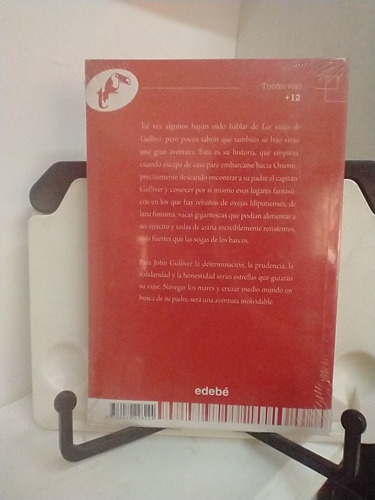 Tucán rojo
+12
Tal vez algunos hayan oído hablar de Los viajes de
Gulliver, pero pocos sabrán que también su hijo vivió
una gran aventura. Esta es su historia, que empieza
cuando escapa de casa para embarcarse hacia Oriente,
precisamente deseando encontrar a su padre el capitán
Gulliver y conocer por sí mismo esos lugares fantásti-
cos en los que hay rebaños de ovejas liliputienses, de
lana finísima, vacas gigantescas que podían alimentar a
un ejército y sedas de araña increíblemente resistentes,
más fuertes que las sogas de los barcos.
Para John Gulliver la determinación, la prudencia, la
solidaridad y la honestidad serán estrellas que guiarán
su viaje. Navegar los mares y cruzar medio mundo en
busca de su padre, será una aventura inolvidable.
edebé